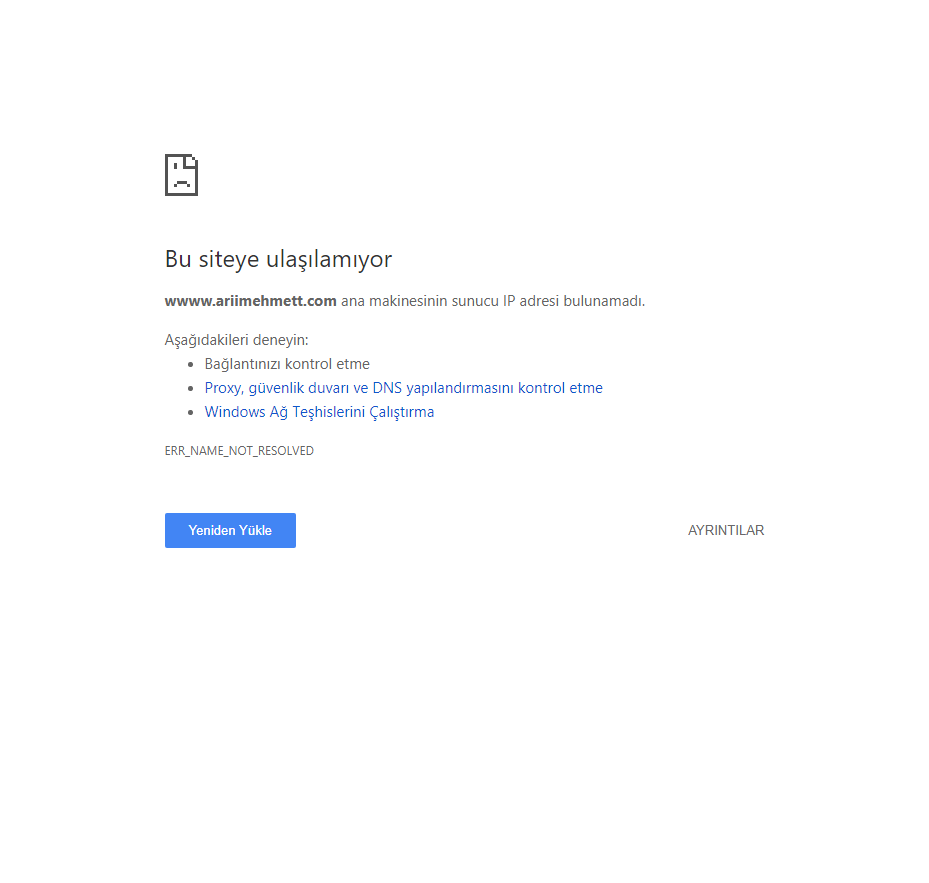 Bu siteye ulaşılamıyor
wwww.ariimehmett.com ana makinesinin sunucu IP adresi bulunamadı.
Aşağıdakileri deneyin:
Bağlantınızı kontrol etme
Proxy, güvenlik duvarı ve DNS yapılandırmasını kontrol etme
Windows Ağ Teşhislerini Çalıştırma
ERR_NAME_NOT_RESOLVED
Yeniden Yükle
AYRINTILAR